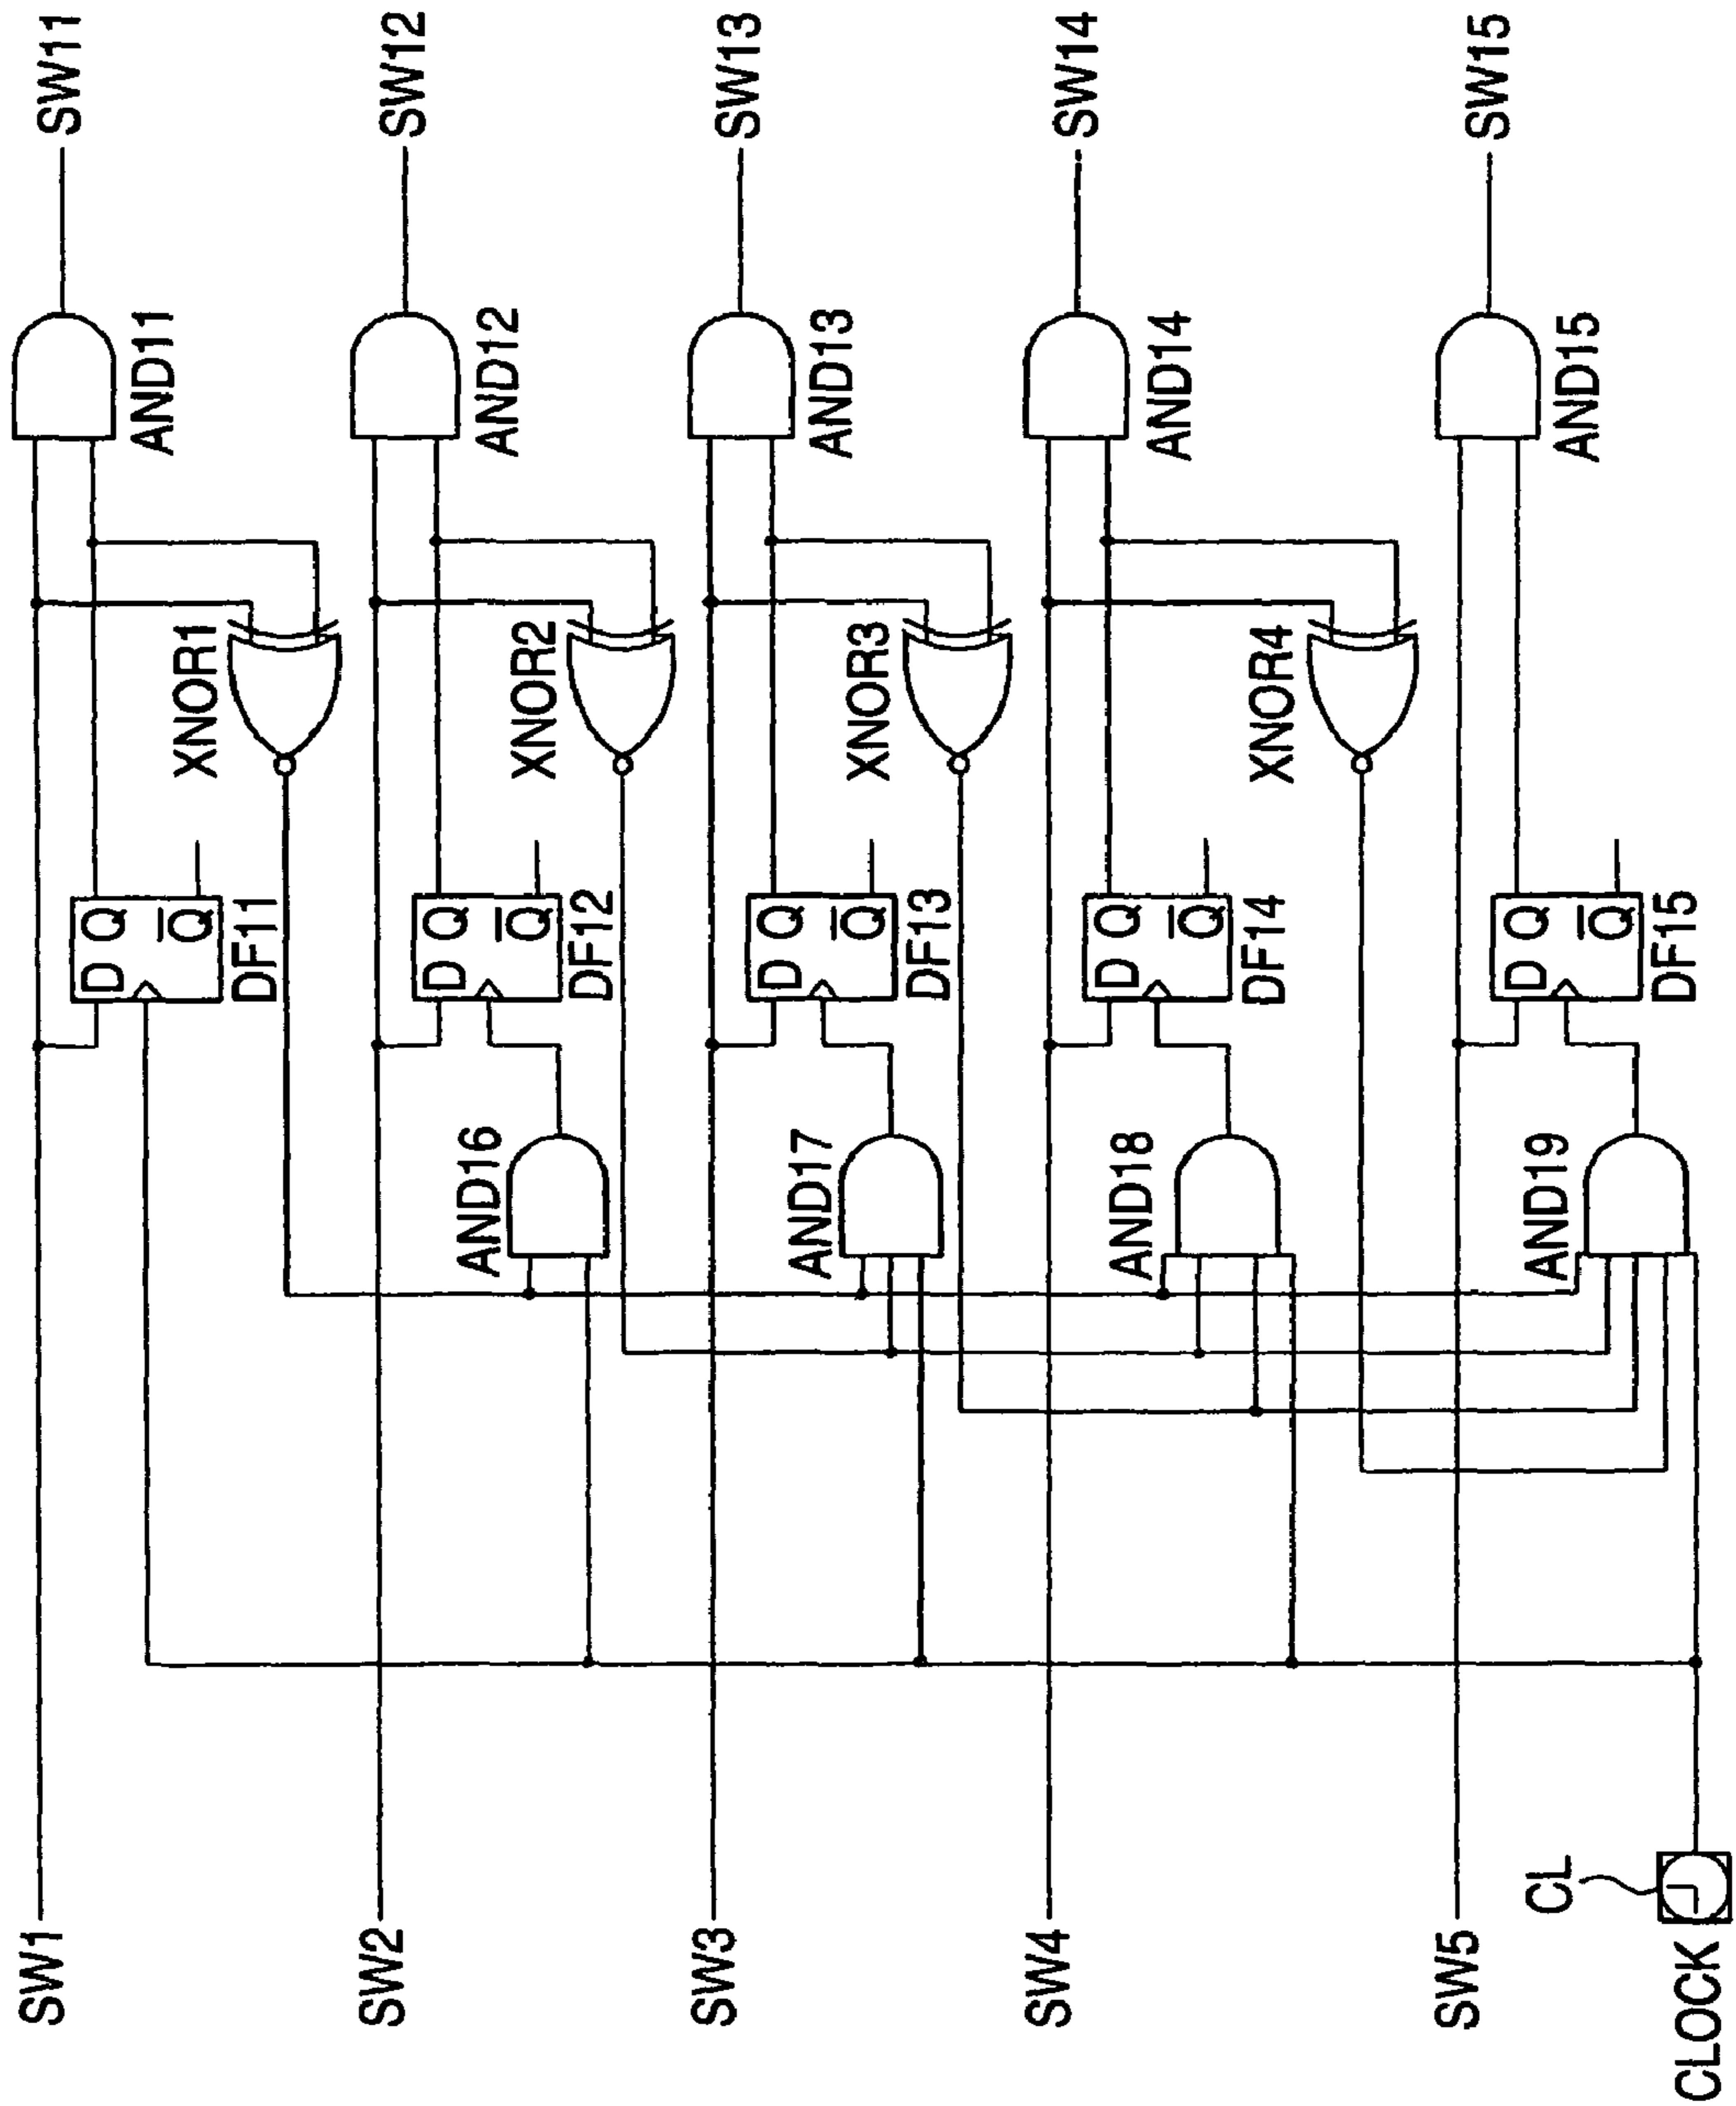 SW1
SW11
AND11
XNOR1
D Q
Q̅
DF11
SW2
SW12
AND12
XNOR2
D Q
Q̅
DF12
AND16
SW3
SW13
AND13
XNOR3
D Q
Q̅
DF13
AND17
SW4
SW14
AND14
XNOR4
D Q
Q̅
DF14
AND18
SW5
SW15
AND15
D Q
Q̅
DF15
AND19
CL
CLOCK